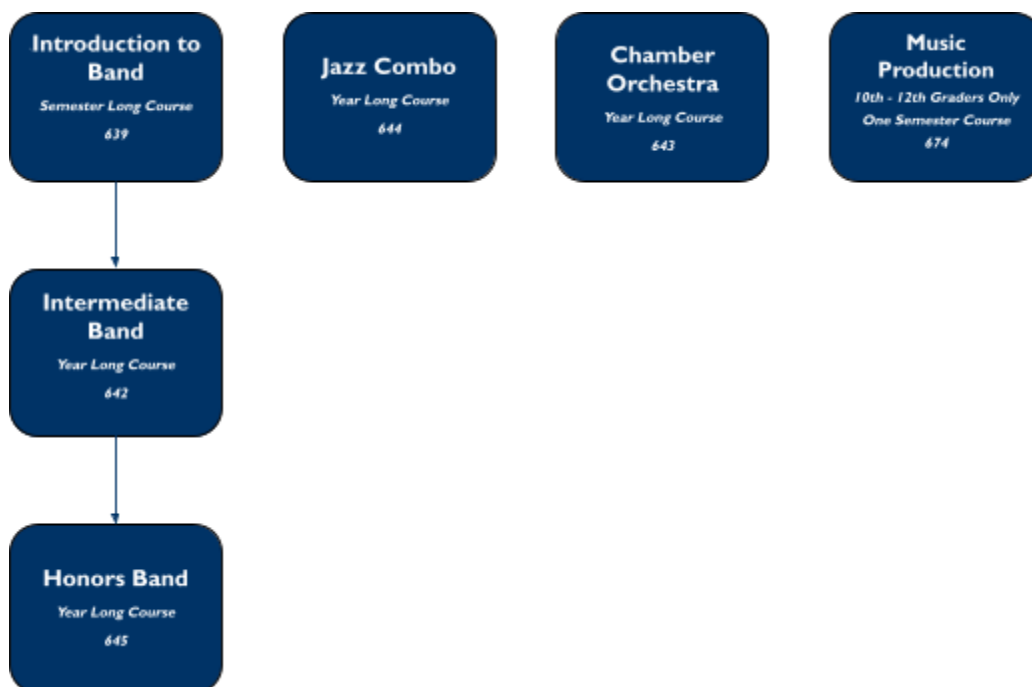 Introduction to
Band
Semester Long Course
639
Jazz Combo
Year Long Course
644
Chamber
Orchestra
Year Long Course
643
Music
Production
10th - 12th Graders Only
One Semester Course
674
Intermediate
Band
Year Long Course
642
Honors Band
Year Long Course
645